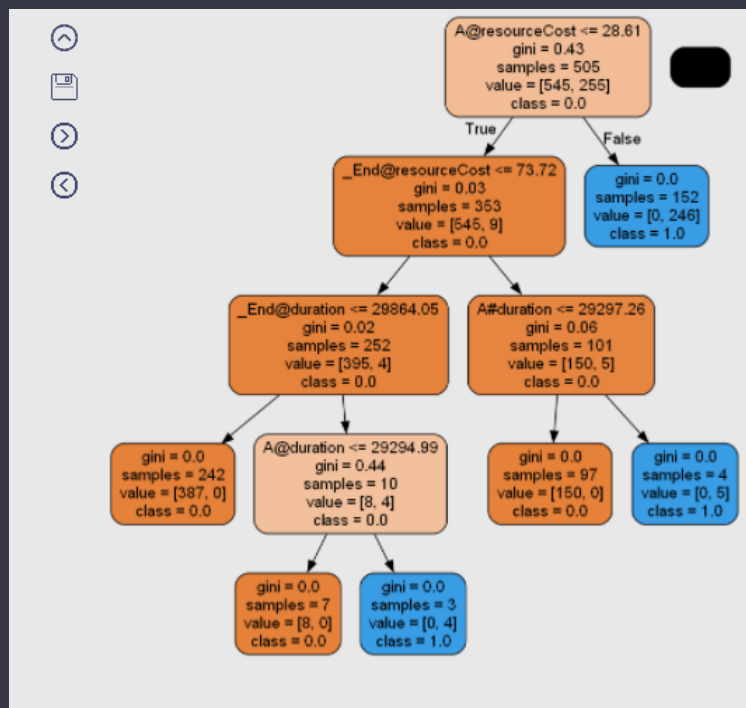 A@resourceCost <= 28.61
gini = 0.43
samples = 505
value = [545, 255]
class = 0.0
True
False
_End@resourceCost <= 73.72
gini = 0.03
samples = 353
value = [545, 9]
class = 0.0
gini = 0.0
samples = 152
value = [0, 246]
class = 1.0
_End@duration <= 29864.05
gini = 0.02
samples = 252
value = [395, 4]
class = 0.0
A#duration <= 29297.26
gini = 0.06
samples = 101
value = [150, 5]
class = 0.0
gini = 0.0
samples = 242
value = [387, 0]
class = 0.0
A@duration <= 29294.99
gini = 0.44
samples = 10
value = [8, 4]
class = 0.0
gini = 0.0
samples = 97
value = [150, 0]
class = 0.0
gini = 0.0
samples = 4
value = [0, 5]
class = 1.0
gini = 0.0
samples = 7
value = [8, 0]
class = 0.0
gini = 0.0
samples = 3
value = [0, 4]
class = 1.0